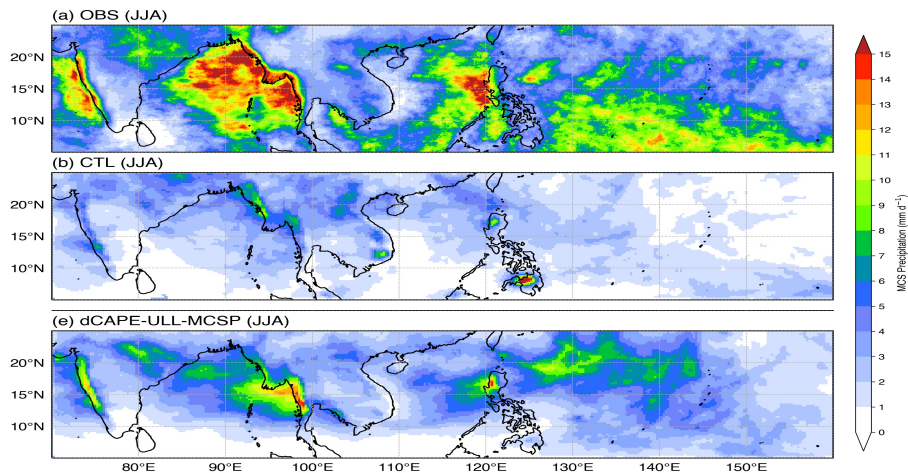 (a) OBS (JJA)
20°N
15°N
10°N
(b) CTL (JJA)
20°N
15°N
10°N
(e) dCAPE-ULL-MCSP (JJA)
20°N
15°N
10°N
80°E 90°E 100°E 110°E 120°E 130°E 140°E 150°E
15
14
13
12
11
10
9
8
7
6
5
4
3
2
1
0
MCS Precipitation (mm d⁻¹)